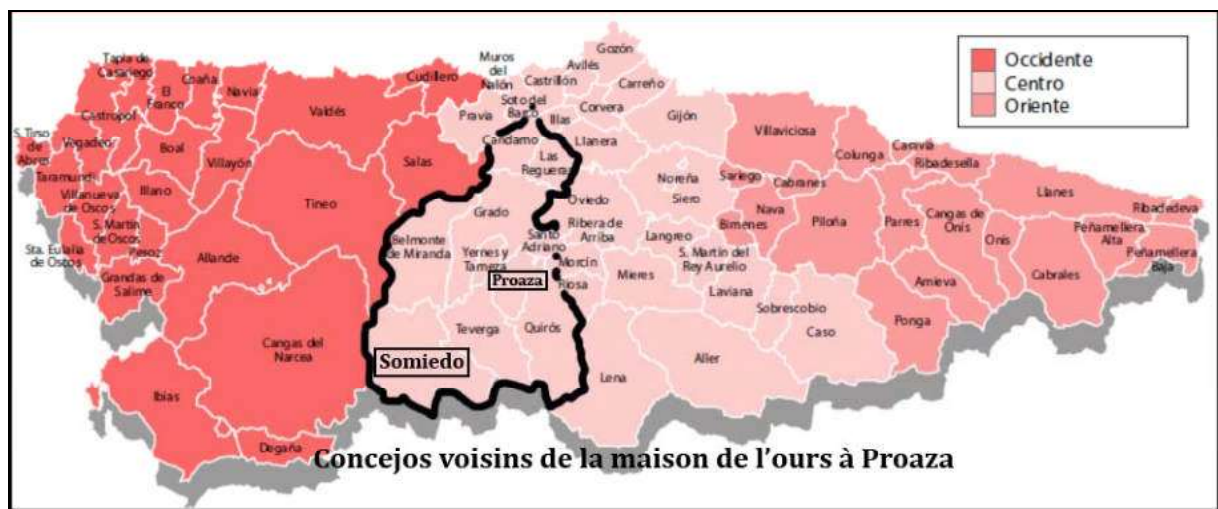 Occidente
Centro
Oriente
Tapia de
Casariego
El
Franco
Coaña
Navia
Valdés
Cudillero
Muros
del
Nalón
Soto del
Barco
Castrillón
Avilés
Gozón
Carreño
Corvera
Illas
Gijón
Castropol
S. Tirso
de
Abres
Vegadeo
Taramundi
Villanueva
de Oscos
S. Martín
de Oscos
Sta. Eulalia
de Oscos
Pesoz
Grandas de
Salime
Boal
Illano
Villayón
Allande
Tineo
Salas
Pravia
Candamo
Las
Regueras
Llanera
Noreña
Siero
Villaviciosa
Colunga
Caravia
Ribadesella
Llanes
Ribadedeva
Sariego
Cabranes
Nava
Bimenes
Piloña
Parres
Cangas de
Onís
Onís
Cabrales
Peñamellera
Alta
Peñamellera
Baja
Amieva
Ponga
Oviedo
Ribera de
Arriba
Langreo
S. Martín del
Rey Aurelio
Laviana
Sobrescobio
Caso
Grado
Belmonte
de Miranda
Yernes y
Tameza
Santo
Adriano
Proaza
Morcín
Riosa
Mieres
Aller
Lena
Quirós
Teverga
Somiedo
Cangas del
Narcea
Ibias
Degaña
Concejos voisins de la maison de l'ours à Proaza